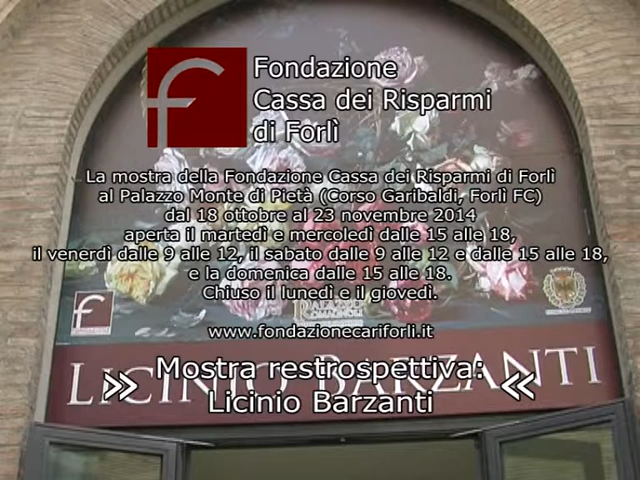 Fondazione
Cassa dei Risparmi
di Forlì
La mostra della Fondazione Cassa dei Risparmi di Forlì
al Palazzo Monte di Pietà (Corso Garibaldi, Forlì FC)
dal 18 ottobre al 23 novembre 2014
aperta il martedì e mercoledì dalle 15 alle 18,
il venerdì dalle 9 alle 12, il sabato dalle 9 alle 12 e dalle 15 alle 18,
e la domenica dalle 15 alle 18.
Chiuso il lunedì e il giovedì.
www.fondazionecariforli.it
» Mostra restrospettiva: «
Licinio Barzanti
LICINIO BARZANTI